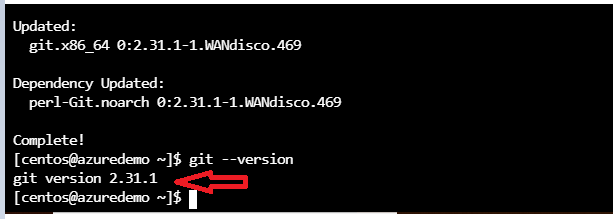 Updated:
git.x86_64 0:2.31.1-1.WANdisco.469
Dependency Updated:
perl-Git.noarch 0:2.31.1-1.WANdisco.469
Complete!
[centos@azuredemo ~]$ git --version
git version 2.31.1
[centos@azuredemo ~]$